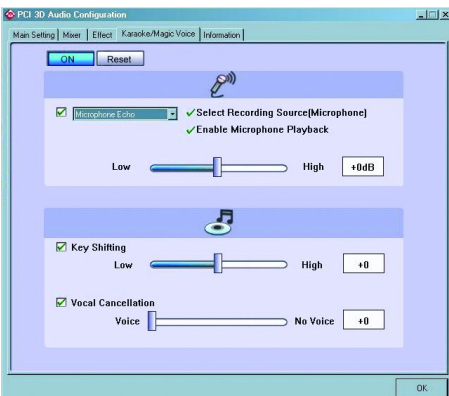 PCI 3D Audio Configuration
Main Setting Mixer Effect Karaoke/Magic Voice Information
ON Reset
Microphone Echo ✓Select Recording Source(Microphone)
✓Enable Microphone Playback
Low High +0dB
Key Shifting
Low High +0
Vocal Cancellation
Voice No Voice +0
OK